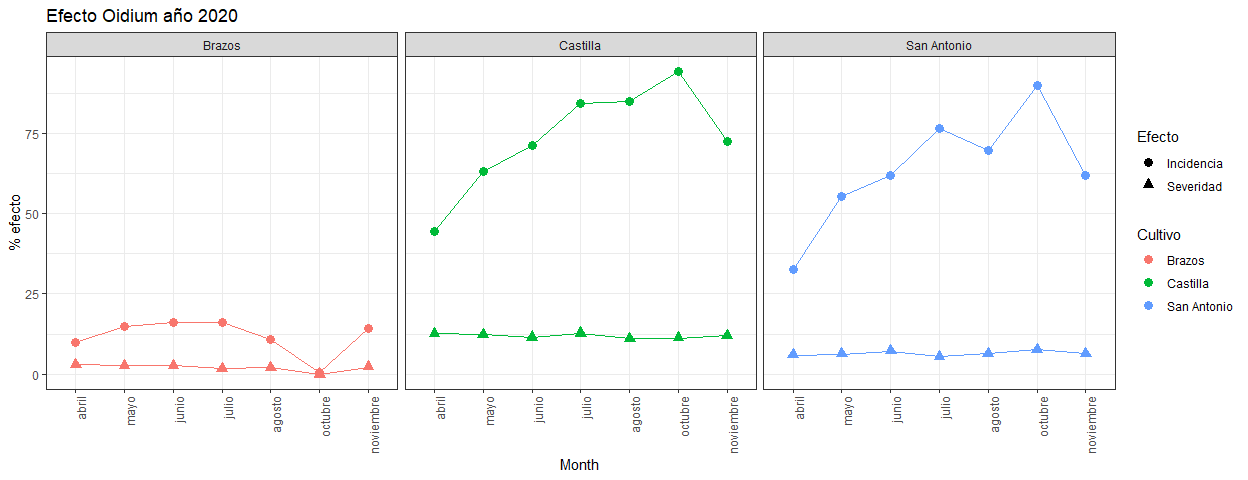 Efecto Oidium año 2020
Brazos
Castilla
San Antonio
% efecto
75
50
25
0
abril
mayo
junio
julio
agosto
octubre
noviembre
abril
mayo
junio
julio
agosto
octubre
noviembre
abril
mayo
junio
julio
agosto
octubre
noviembre
Month
Efecto
Incidencia
Severidad
Cultivo
Brazos
Castilla
San Antonio